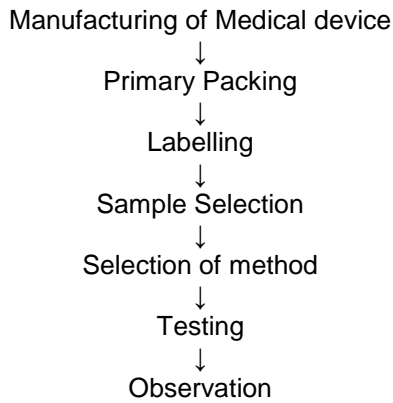 Manufacturing of Medical device
↓
Primary Packing
↓
Labelling
↓
Sample Selection
↓
Selection of method
↓
Testing
↓
Observation